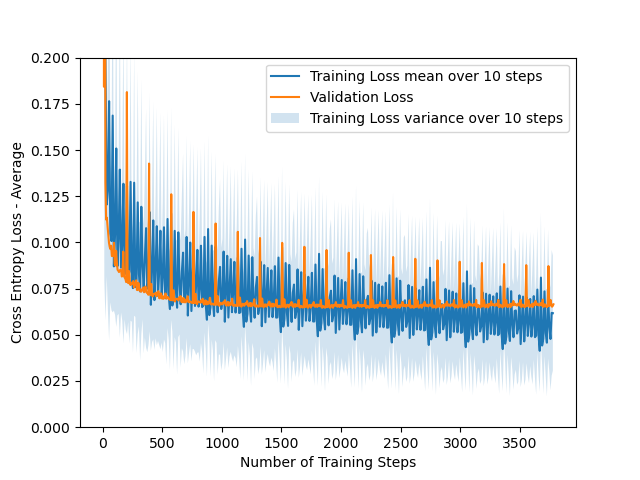 0.200
0.175
0.150
0.125
0.100
0.075
0.050
0.025
0.000
Cross Entropy Loss - Average
Training Loss mean over 10 steps
Validation Loss
Training Loss variance over 10 steps
0 500 1000 1500 2000 2500 3000 3500
Number of Training Steps